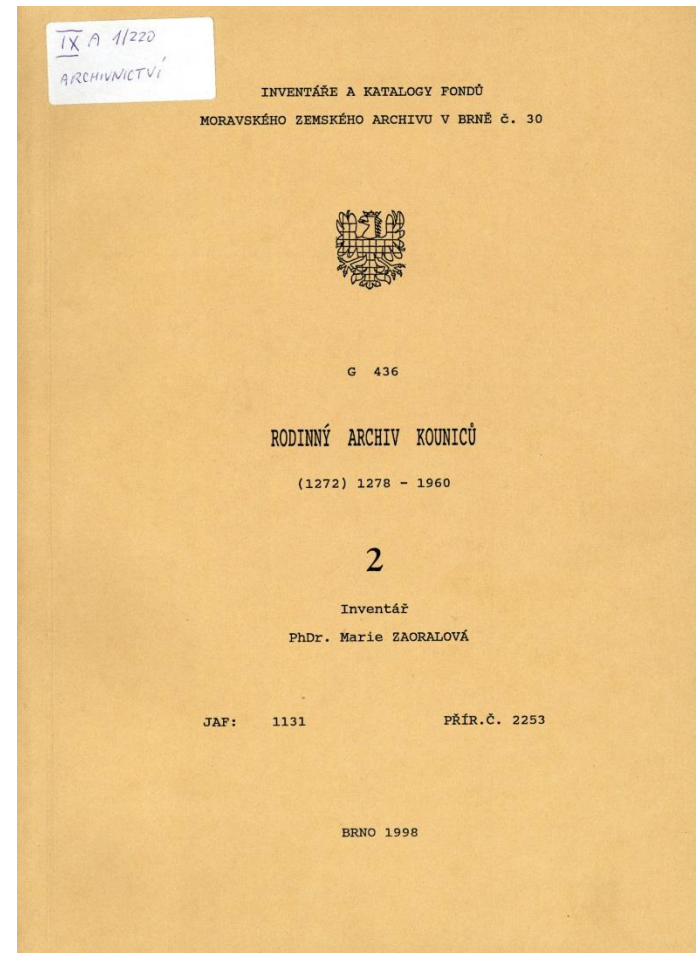 IX A 1/220
ARCHIVNICTVÍ
INVENTÁŘE A KATALOGY FONDŮ
MORAVSKÉHO ZEMSKÉHO ARCHIVU V BRNĚ č. 30
G 436
RODINNÝ ARCHIV KOUNICŮ
(1272) 1278 - 1960
2
Inventář
PhDr. Marie ZAORALOVÁ
JAF: 1131 PŘÍR.Č. 2253
BRNO 1998